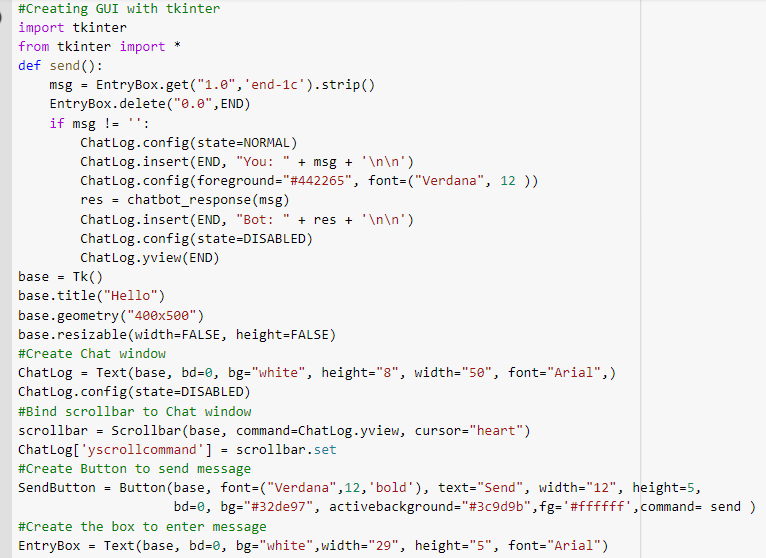 #Creating GUI with tkinter
import tkinter
from tkinter import *
def send():
    msg = EntryBox.get("1.0",'end-1c').strip()
    EntryBox.delete("0.0",END)
    if msg != '':
        ChatLog.config(state=NORMAL)
        ChatLog.insert(END, "You: " + msg + '\n\n')
        ChatLog.config(foreground="#442265", font=("Verdana", 12 ))
        res = chatbot_response(msg)
        ChatLog.insert(END, "Bot: " + res + '\n\n')
        ChatLog.config(state=DISABLED)
        ChatLog.yview(END)
base = Tk()
base.title("Hello")
base.geometry("400x500")
base.resizable(width=FALSE, height=FALSE)
#Create Chat window
ChatLog = Text(base, bd=0, bg="white", height="8", width="50", font="Arial",)
ChatLog.config(state=DISABLED)
#Bind scrollbar to Chat window
scrollbar = Scrollbar(base, command=ChatLog.yview, cursor="heart")
ChatLog['yscrollcommand'] = scrollbar.set
#Create Button to send message
SendButton = Button(base, font=("Verdana",12,'bold'), text="Send", width="12", height=5,
                    bd=0, bg="#32de97", activebackground="#3c9d9b",fg='#ffffff',command= send )
#Create the box to enter message
EntryBox = Text(base, bd=0, bg="white",width="29", height="5", font="Arial")